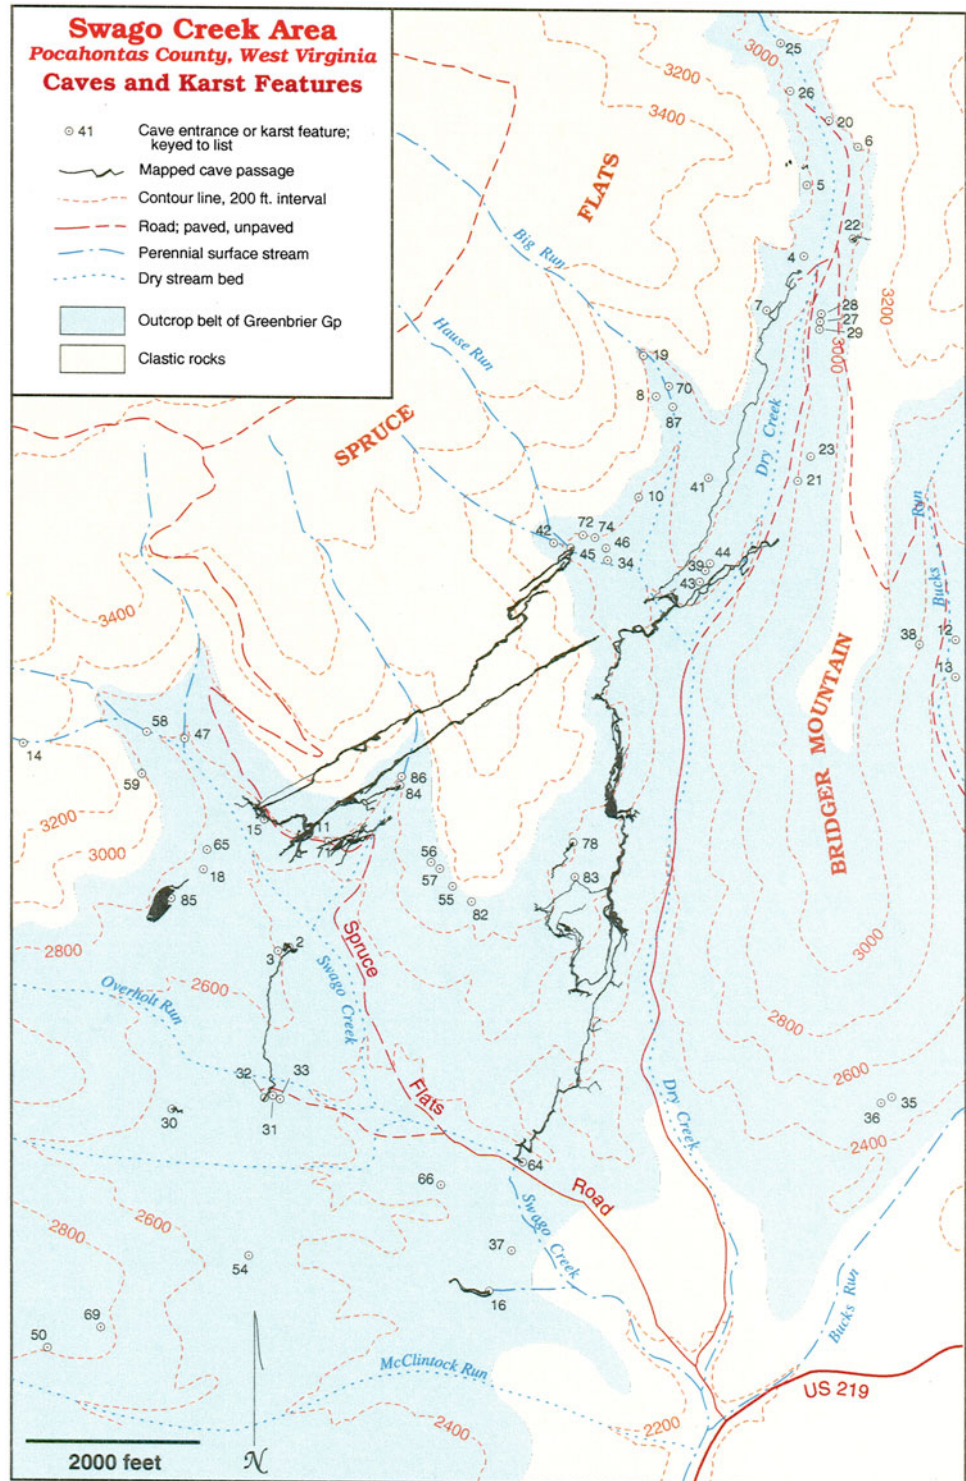 Swago Creek Area
Pocahontas County, West Virginia
Caves and Karst Features
41 Cave entrance or karst feature;
keyed to list
Mapped cave passage
Contour line, 200 ft. interval
Road; paved, unpaved
Perennial surface stream
Dry stream bed
Outcrop belt of Greenbrier Gp
Clastic rocks
3000
25
3200
26
3400
20
6
FLATS
5
22
Big Run
4
3200
7
28
27
29
3000
Hause Run
19
70
8
87
SPRUCE
Dry Creek
23
41
21
10
72
74
42
45
46
34
44
39
43
Bucks Run
3400
38
12
13
BRIDGER MOUNTAIN
58
47
14
59
86
84
3200
15
11
77
3000
65
56
78
18
57
83
85
55
82
2800
2
3
Spruce
Swago Creek
2600
3000
Overholt Run
2800
2600
32
33
Flats
Dry Creek
30
31
35
36
2400
64
66
Road
2600
2800
Swago Creek
37
54
16
69
50
Bucks Run
McClintock Run
US 219
2400
2200
2000 feet
N